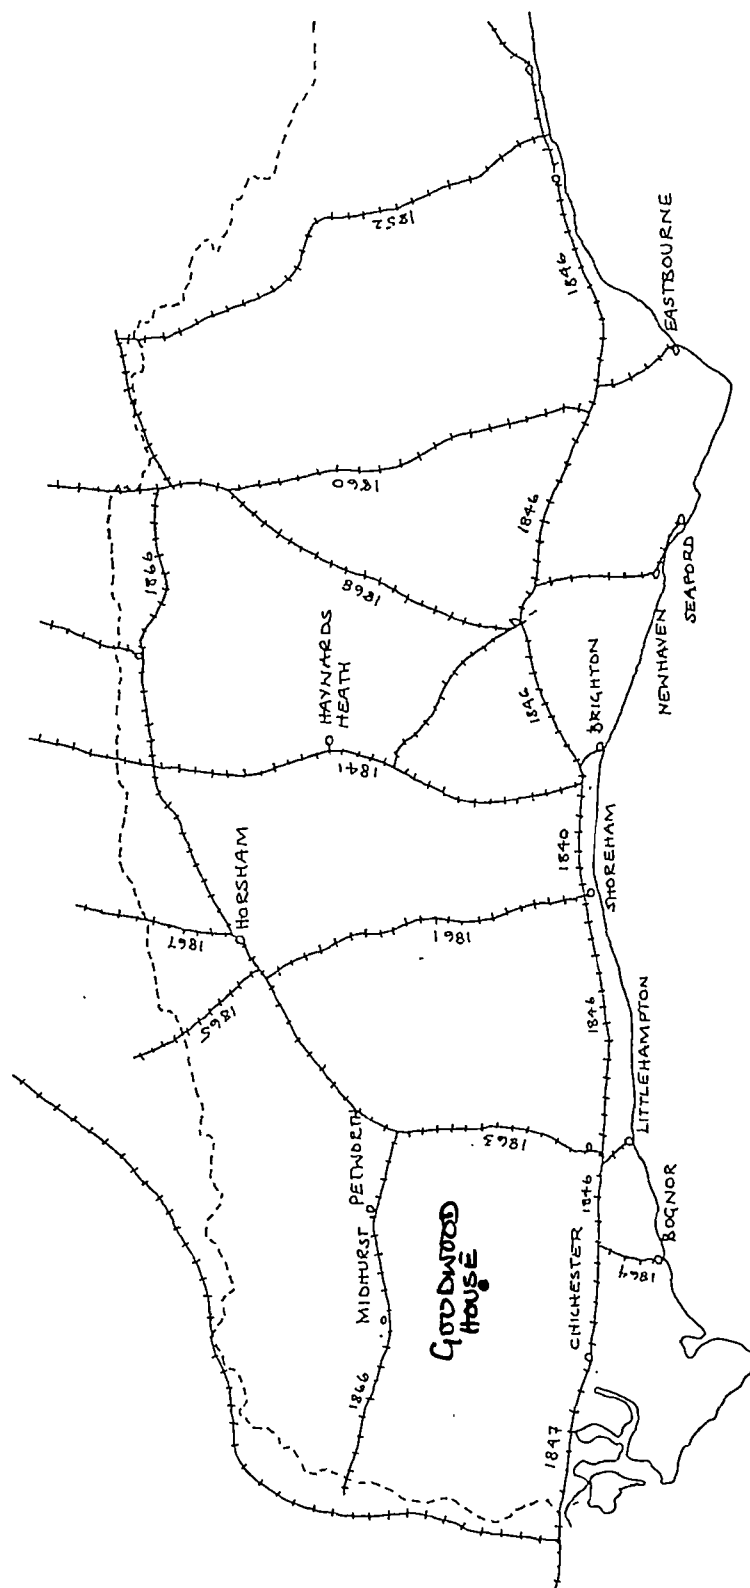 1852
1846
EASTBOURNE
1860
1846
1866
1868
HAYWARDS
HEATH
1846
BRIGHTON
NEWHAVEN
SEAFORD
1841
1840
SHOREHAM
HORSHAM
1867
1861
1865
1846
LITTLEHAMPTON
PETWORTH
1863
1846
MIDHURST
GOODWOOD
HOUSE
CHICHESTER
BOGNOR
1864
1866
1847